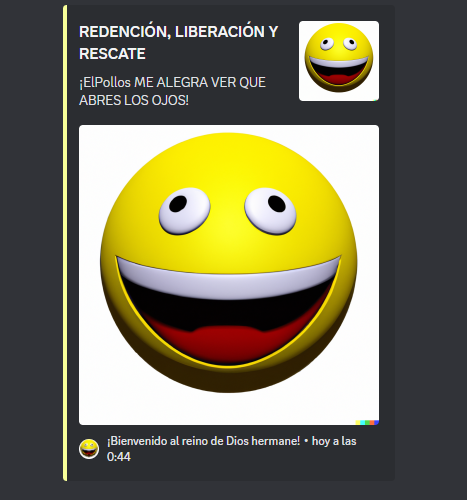 REDENCIÓN, LIBERACIÓN Y
RESCATE
¡ElPollos ME ALEGRA VER QUE
ABRES LOS OJOS!
¡Bienvenido al reino de Dios hermane! • hoy a las
0:44